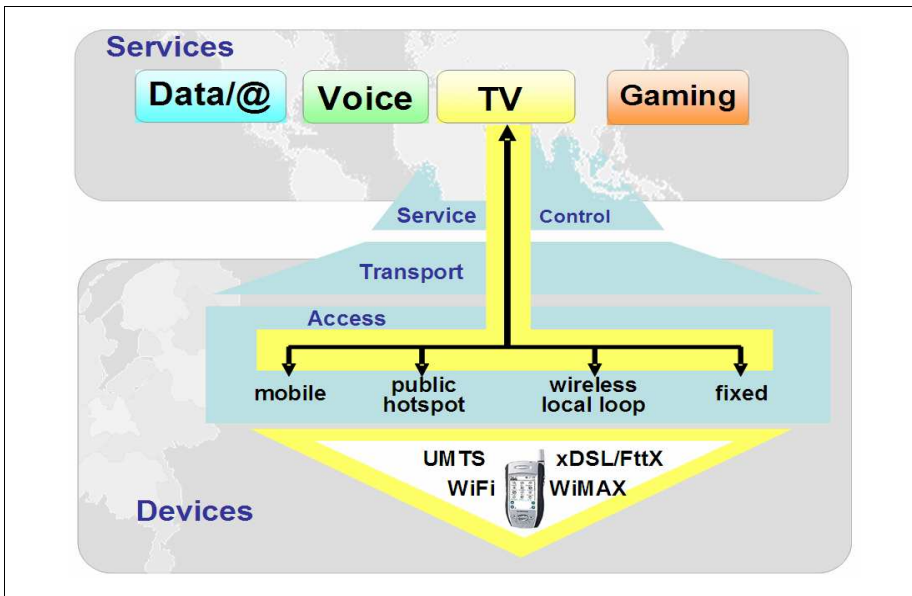 Services
Data/@ Voice TV Gaming
Service Control
Transport
Access
mobile public hotspot wireless local loop fixed
UMTS xDSL/FttX
WiFi WiMAX
Devices